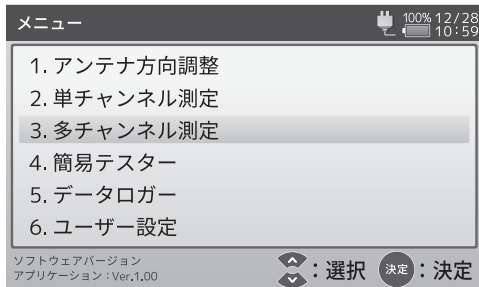 メニュー
100% 12/28
10:59
1. アンテナ方向調整
2. 単チャンネル測定
3. 多チャンネル測定
4. 簡易テスター
5. データロガー
6. ユーザー設定
ソフトウェアバージョン
アプリケーション：Ver.1.00
：選択 決定：決定